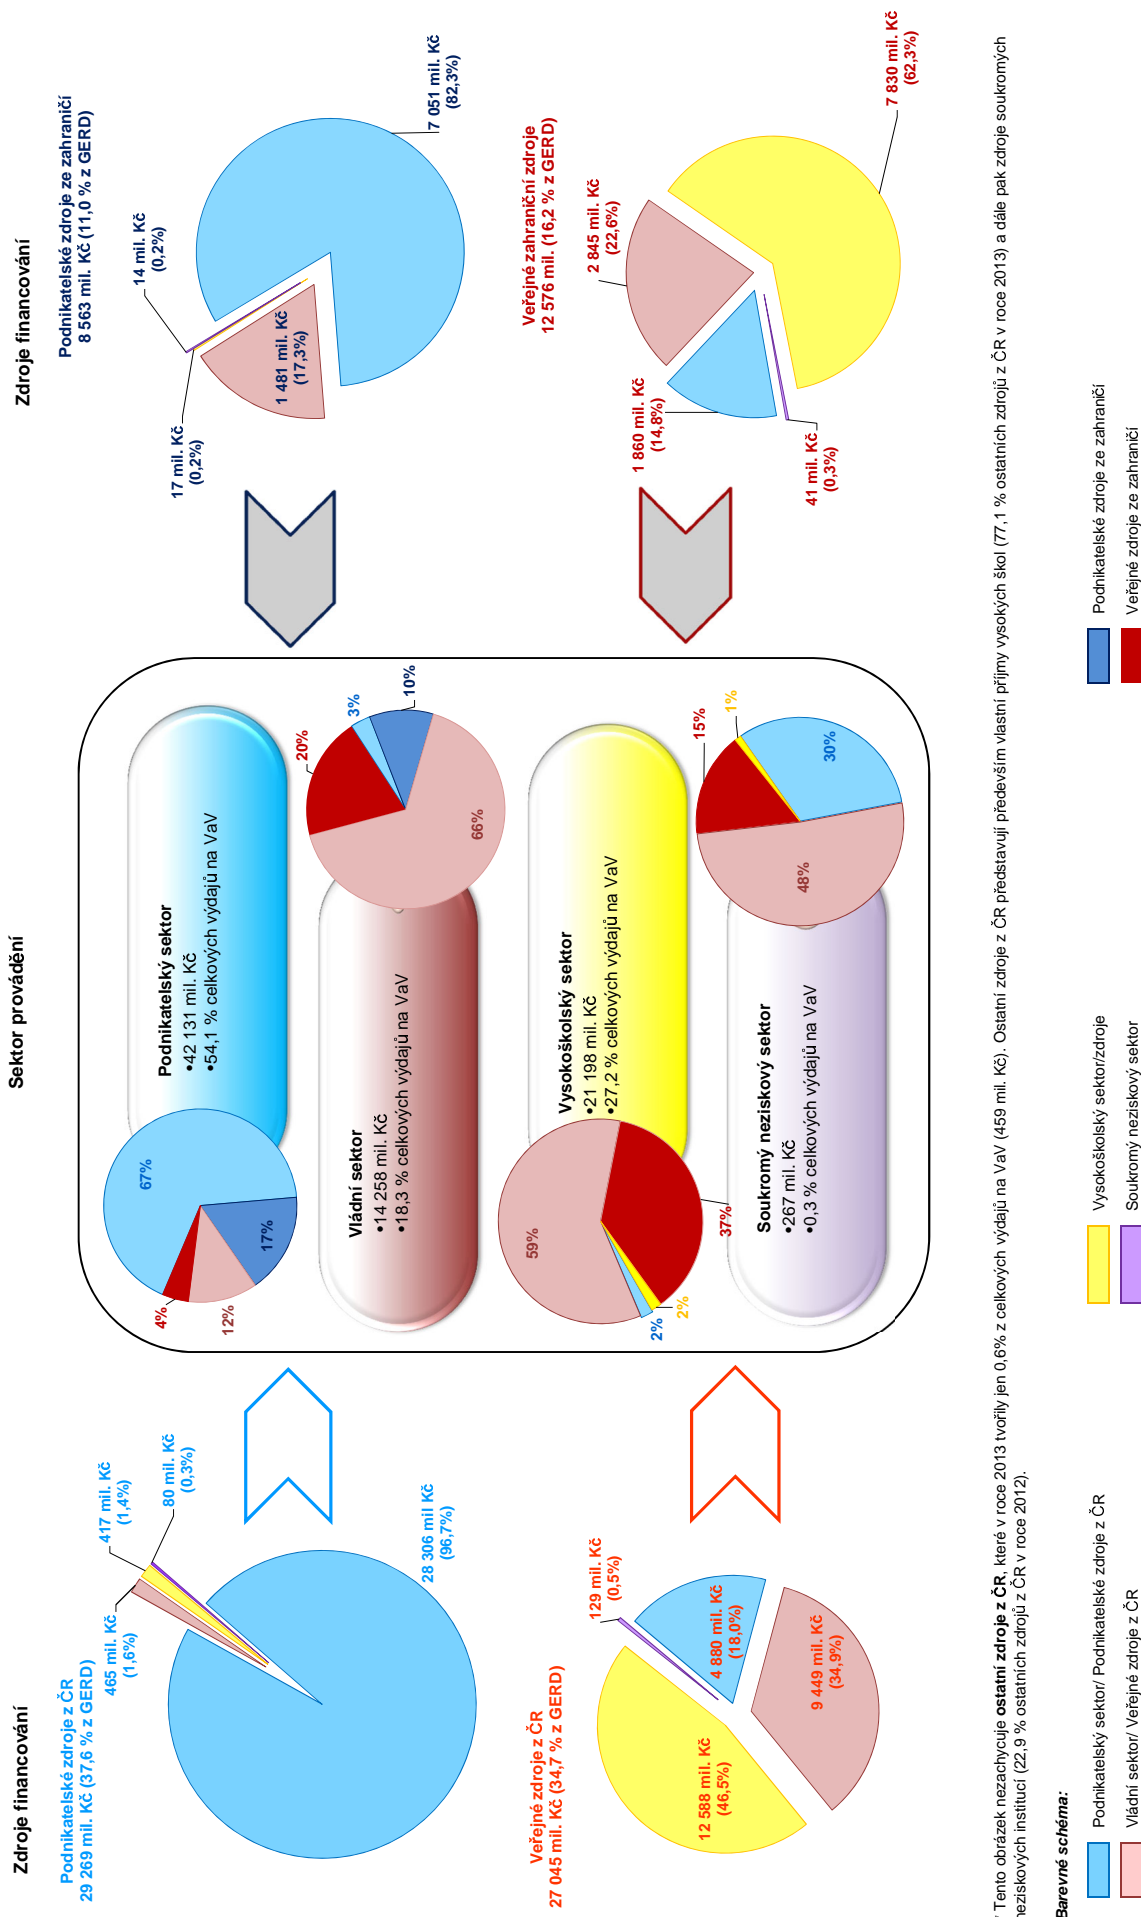 Zdroje financování
Sektor provádění
Zdroje financování
Podnikatelské zdroje z ČR
29 269 mil. Kč (37,6 % z GERD)
465 mil. Kč
(1,6%)
417 mil. Kč
(1,4%)
80 mil. Kč
(0,3%)
28 306 mil Kč
(96,7%)
Veřejné zdroje z ČR
27 045 mil. Kč (34,7 % z GERD)
129 mil. Kč
(0,5%)
4 880 mil. Kč
(18,0%)
9 449 mil. Kč
(34,9%)
12 588 mil. Kč
(46,5%)
Podnikatelský sektor
•42 131 mil. Kč
•54,1 % celkových výdajů na VaV
67%
17%
12%
4%
Vládní sektor
•14 258 mil. Kč
•18,3 % celkových výdajů na VaV
20%
3%
10%
66%
Vysokoškolský sektor
•21 198 mil. Kč
•27,2 % celkových výdajů na VaV
59%
37%
2%
2%
Soukromý neziskový sektor
•267 mil. Kč
•0,3 % celkových výdajů na VaV
15%
1%
30%
48%
Podnikatelské zdroje ze zahraničí
8 563 mil. Kč (11,0 % z GERD)
14 mil. Kč
(0,2%)
17 mil. Kč
(0,2%)
1 481 mil. Kč
(17,3%)
7 051 mil. Kč
(82,3%)
Veřejné zahraniční zdroje
12 576 mil. (16,2 % z GERD)
2 845 mil. Kč
(22,6%)
1 860 mil. Kč
(14,8%)
41 mil. Kč
(0,3%)
7 830 mil. Kč
(62,3%)
* Tento obrázek nezachycuje ostatní zdroje z ČR, které v roce 2013 tvořily jen 0,6% z celkových výdajů na VaV (459 mil. Kč). Ostatní zdroje z ČR představují především vlastní příjmy vysokých škol (77,1 % ostatních zdrojů z ČR v roce 2013) a dále pak zdroje soukromých
neziskových institucí (22,9 % ostatních zdrojů z ČR v roce 2012).
Barevné schéma:
Podnikatelský sektor/ Podnikatelské zdroje z ČR
Vysokoškolský sektor/zdroje
Podnikatelské zdroje ze zahraničí
Vládní sektor/ Veřejné zdroje z ČR
Soukromý neziskový sektor
Veřejné zdroje ze zahraničí